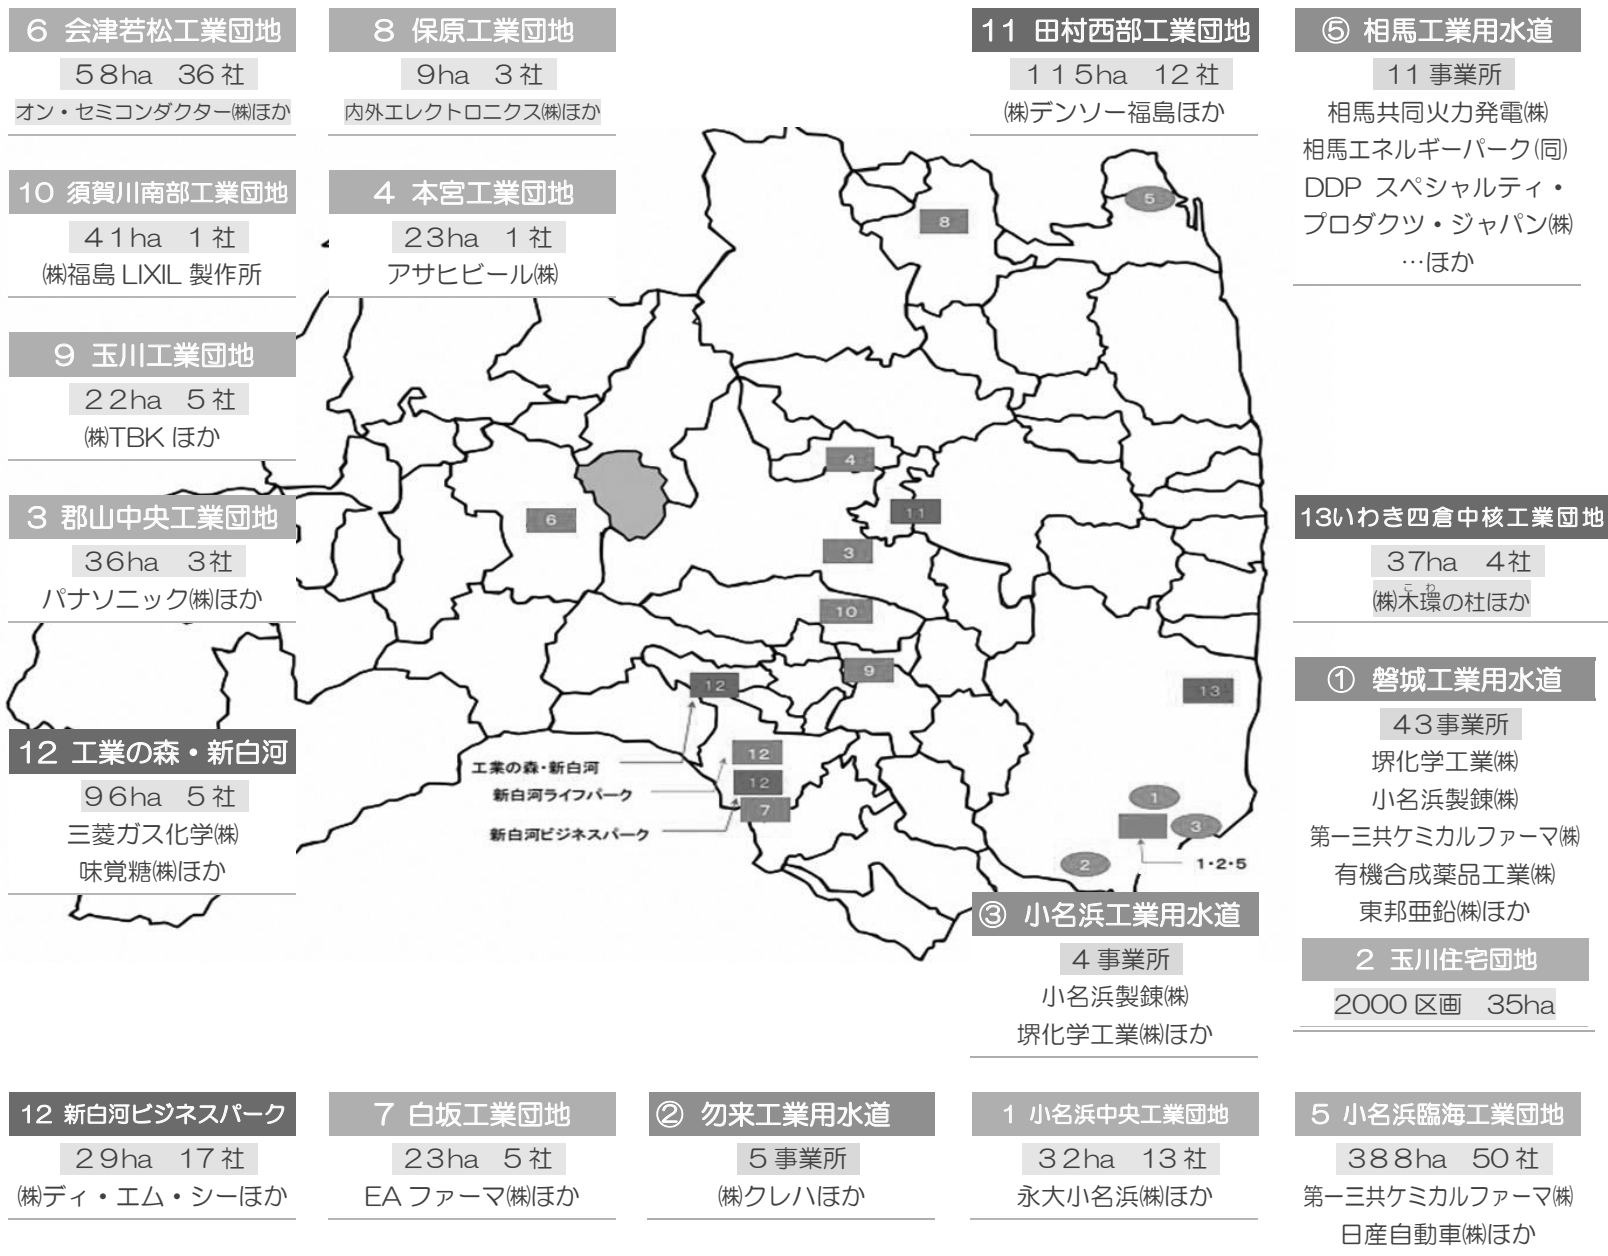 6 会津若松工業団地
58ha 36社
オン・セミコンダクター㈱ほか
8 保原工業団地
9ha 3社
内外エレクトロニクス㈱ほか
11 田村西部工業団地
115ha 12社
㈱デンソー福島ほか
⑤ 相馬工業用水道
11事業所
相馬共同火力発電㈱
相馬エネルギーパーク(同)
DDP スペシャルティ・
プロダクツ・ジャパン㈱
…ほか
10 須賀川南部工業団地
41ha 1社
㈱福島LIXIL製作所
4 本宮工業団地
23ha 1社
アサヒビール㈱
9 玉川工業団地
22ha 5社
㈱TBKほか
3 郡山中央工業団地
36ha 3社
パナソニック㈱ほか
12 工業の森・新白河
96ha 5社
三菱ガス化学㈱
味覚糖㈱ほか
5
8
4
6
11
3
10
9
12
13
12
12
7
1
3
2
工業の森・新白河
新白河ライフパーク
新白河ビジネスパーク
1・2・5
13いわき四倉中核工業団地
37ha 4社
こわ
㈱木環の杜ほか
① 磐城工業用水道
43事業所
堺化学工業㈱
小名浜製錬㈱
第一三共ケミカルファーマ㈱
有機合成薬品工業㈱
東邦亜鉛㈱ほか
2 玉川住宅団地
2000区画 35ha
③ 小名浜工業用水道
4事業所
小名浜製錬㈱
堺化学工業㈱ほか
12 新白河ビジネスパーク
29ha 17社
㈱ディ・エム・シーほか
7 白坂工業団地
23ha 5社
EAファーマ㈱ほか
② 勿来工業用水道
5事業所
㈱クレハほか
1 小名浜中央工業団地
32ha 13社
永大小名浜㈱ほか
5 小名浜臨海工業団地
388ha 50社
第一三共ケミカルファーマ㈱
日産自動車㈱ほか